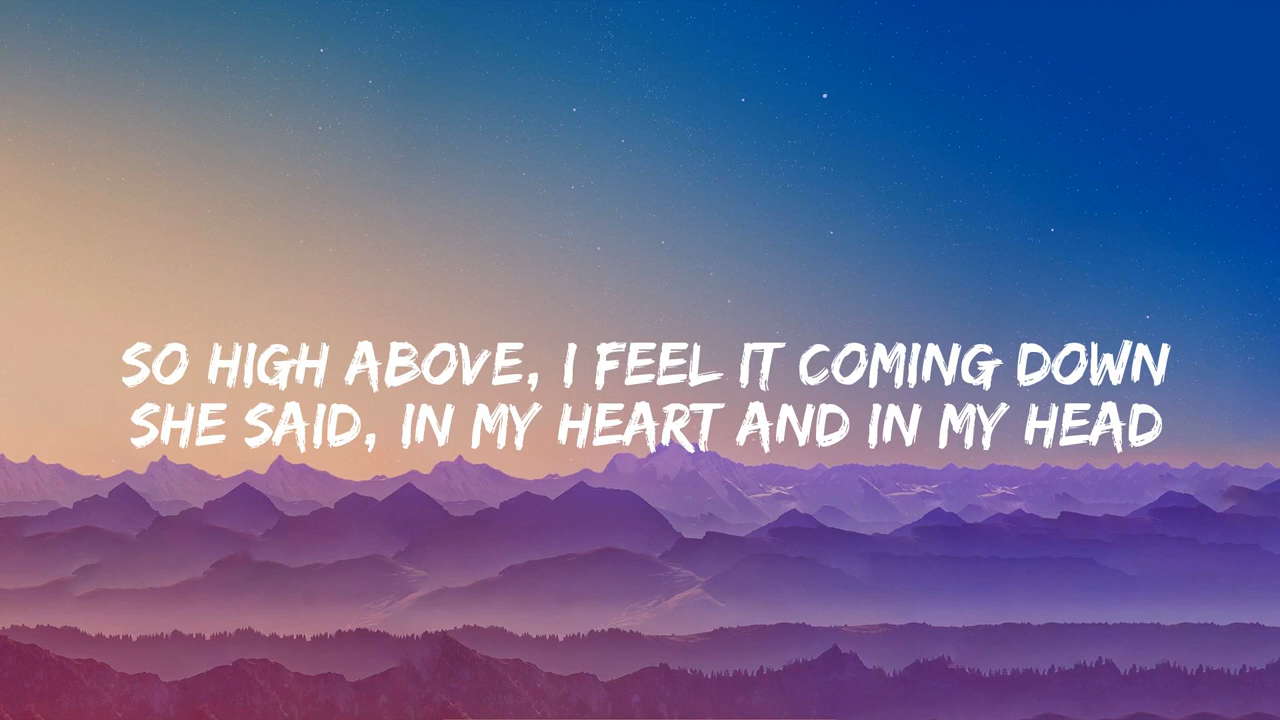 SO HIGH ABOVE, I FEEL IT COMING DOWN
SHE SAID, IN MY HEART AND IN MY HEAD